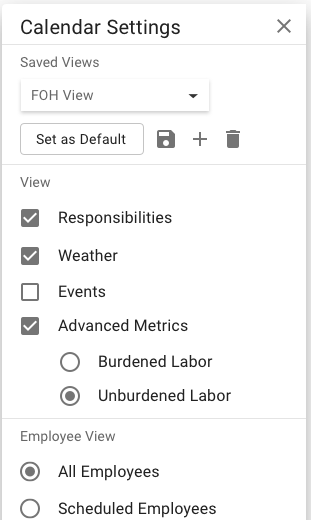 Calendar Settings
Saved Views
FOH View
Set as Default
View
Responsibilities
Weather
Events
Advanced Metrics
Burdened Labor
Unburdened Labor
Employee View
All Employees
Scheduled Employees